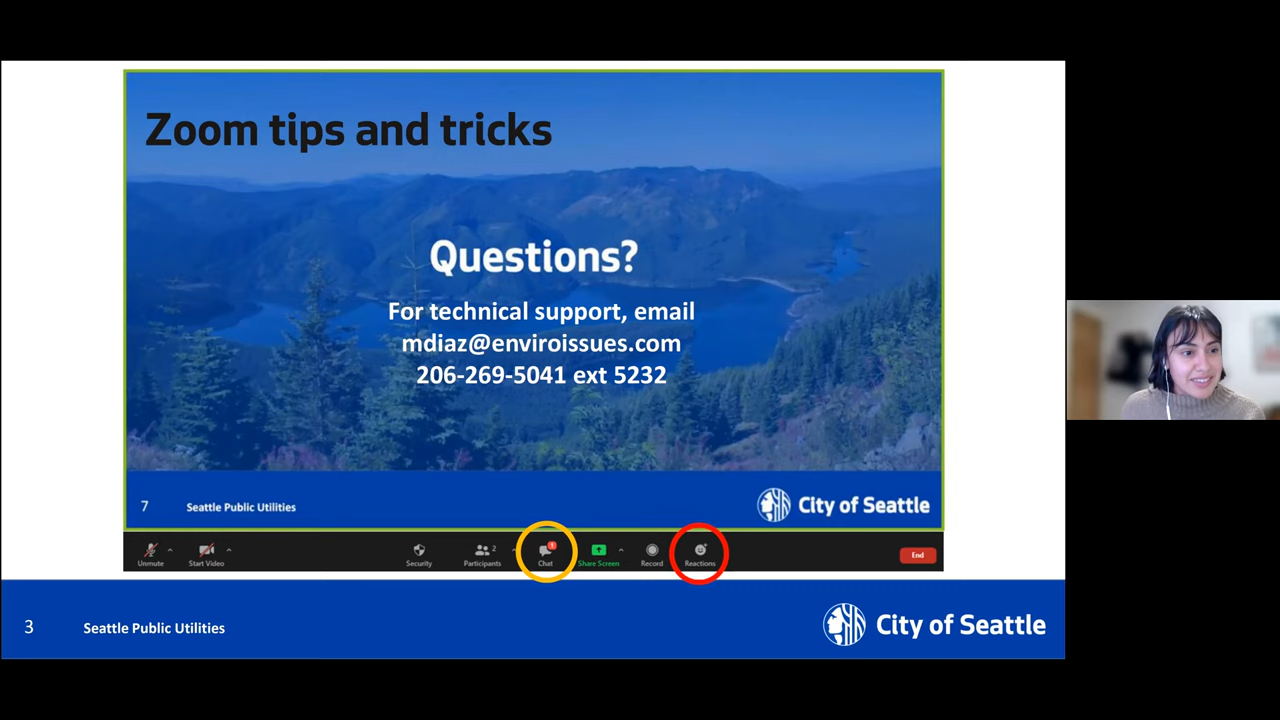 Zoom tips and tricks
Questions?
For technical support, email
mdiaz@enviroissues.com
206-269-5041 ext 5232
7 Seattle Public Utilities City of Seattle
Unmute Start Video Security Participants 2 Chat 1 Share Screen Record Reactions End
3 Seattle Public Utilities City of Seattle